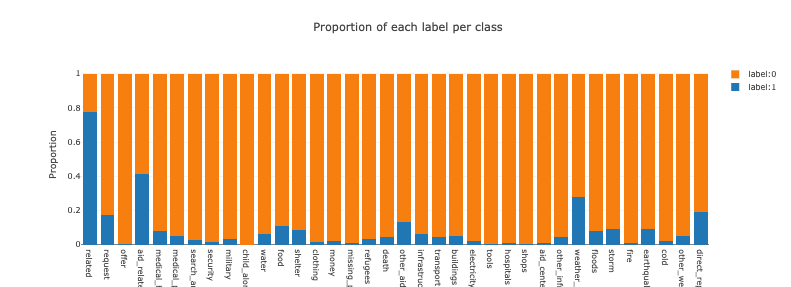 Proportion of each label per class
label:0
label:1
Proportion
1
0.8
0.6
0.4
0.2
0
related
request
offer
aid_relate
medical_
medical_
search_a
security
military
child_alo
water
food
shelter
clothing
money
missing_
refugees
death
other_aid
infrastruc
transport
buildings
electricity
tools
hospitals
shops
aid_cente
other_inf
weather_
floods
storm
fire
earthqual
cold
other_we
direct_re